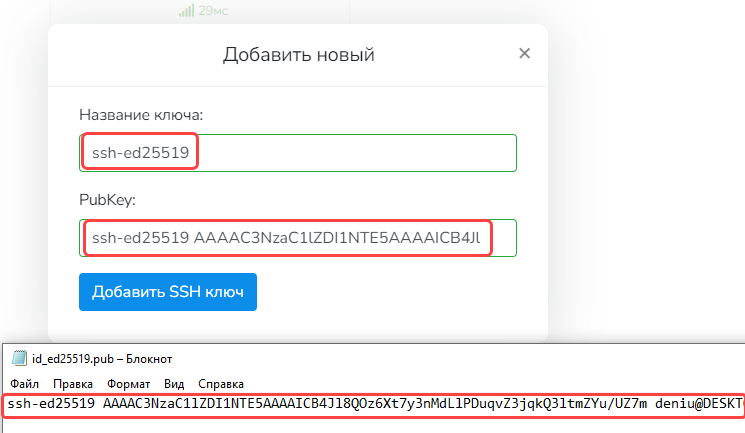 29мс
Добавить новый
×
Название ключа:
ssh-ed25519
PubKey:
ssh-ed25519 AAAAC3NzaC1lZDI1NTE5AAAAICB4Jl
Добавить SSH ключ
id_ed25519.pub – Блокнот
Файл Правка Формат Вид Справка
ssh-ed25519 AAAAC3NzaC1lZDI1NTE5AAAAICB4Jl8QOz6Xt7y3nMdLlPDuqvZ3jqkQ3ltmZYu/UZ7m deniu@DESKT